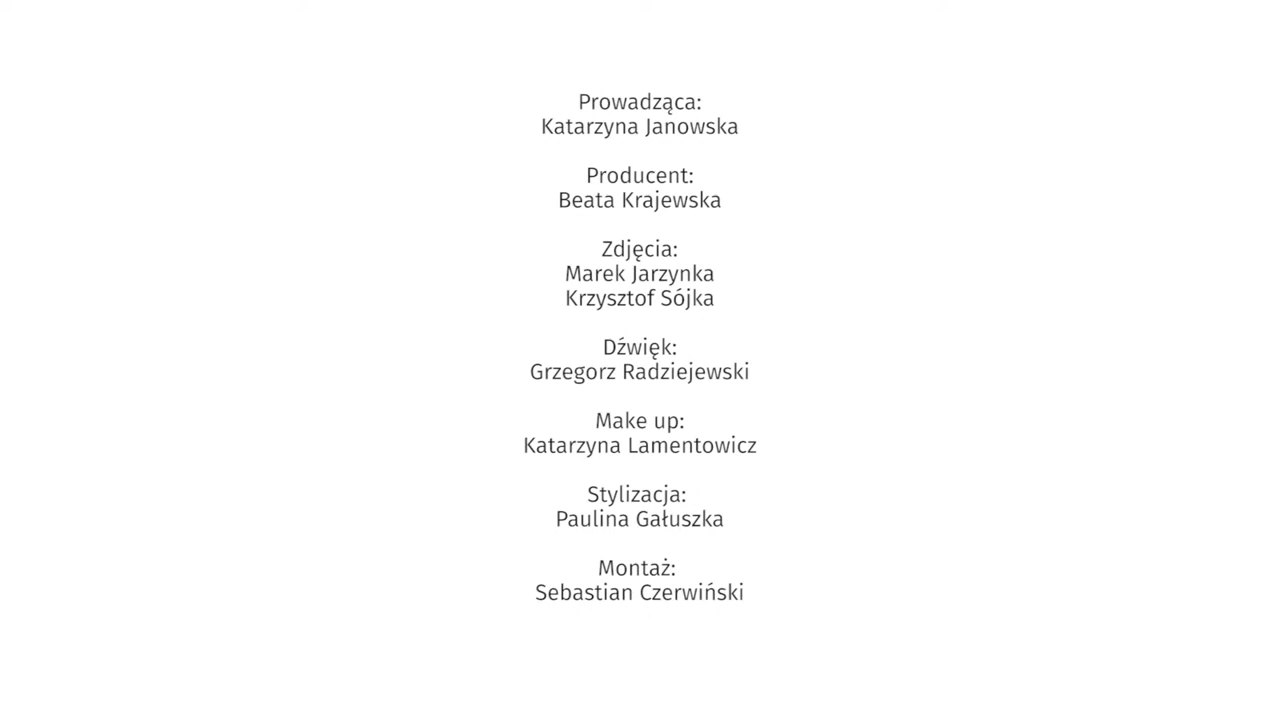 Prowadząca:
Katarzyna Janowska
Producent:
Beata Krajewska
Zdjęcia:
Marek Jarzynka
Krzysztof Sójka
Dźwięk:
Grzegorz Radziejewski
Make up:
Katarzyna Lamentowicz
Stylizacja:
Paulina Gałuszka
Montaż:
Sebastian Czerwiński